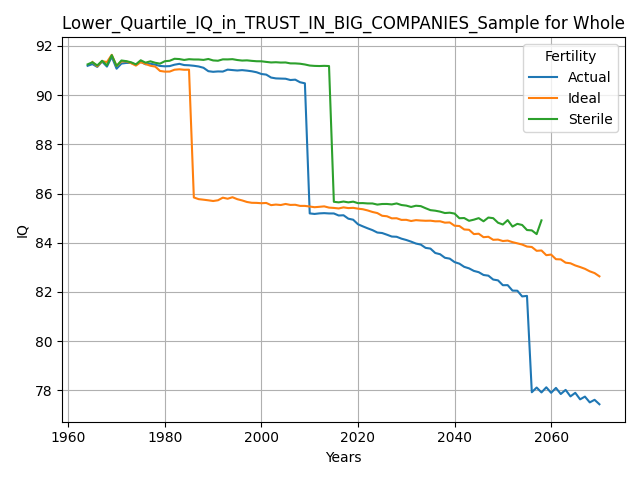 Lower_Quartile_IQ_in_TRUST_IN_BIG_COMPANIES_Sample for Whole
92
90
88
86
84
82
80
78
IQ
Fertility
Actual
Ideal
Sterile
1960 1980 2000 2020 2040 2060
Years